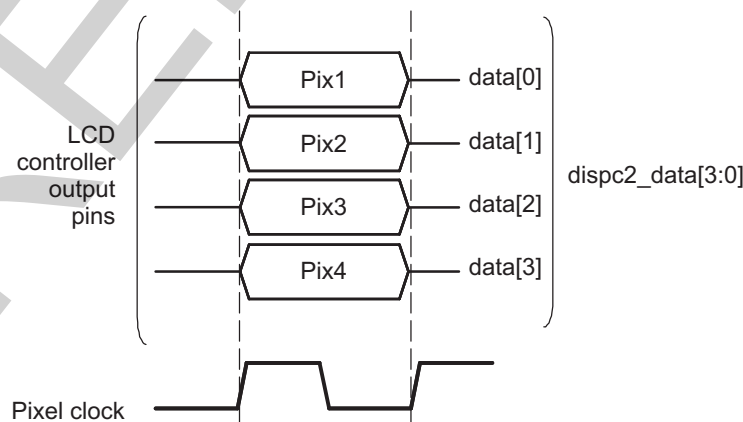 Pix1
data[0]
Pix2
data[1]
Pix3
data[2]
Pix4
data[3]
LCD
controller
output
pins
dispc2_data[3:0]
Pixel clock